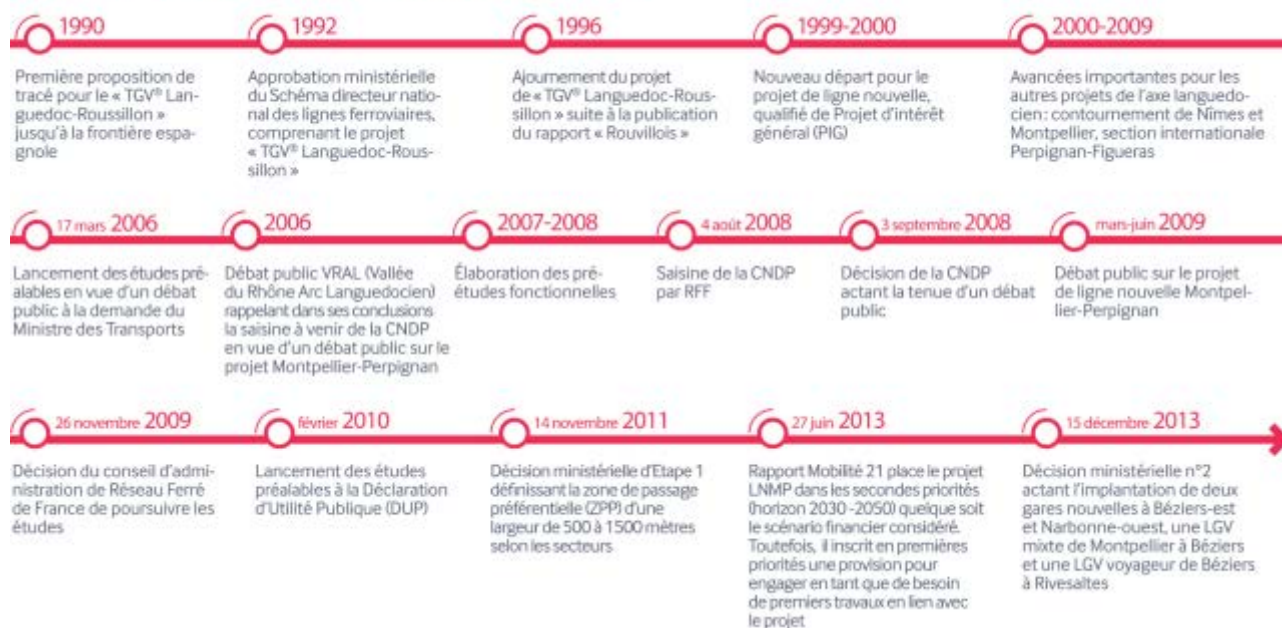 1990
Première proposition de
tracé pour le « TGV® Lan-
guedoc-Roussillon »
jusqu'à la frontière espa-
gnole
1992
Approbation ministérielle
du Schéma directeur natio-
nal des lignes ferroviaires,
comprenant le projet
« TGV® Languedoc-Rous-
sillon »
1996
Ajournement du projet
de « TGV® Languedoc-Rous-
sillon » suite à la publication
du rapport « Rouvillois »
1999-2000
Nouveau départ pour le
projet de ligne nouvelle,
qualifié de Projet d'intérêt
général (PIG)
2000-2009
Avancées importantes pour les
autres projets de l'axe languedo-
cien : contournement de Nîmes et
Montpellier, section internationale
Perpignan-Figueras
17 mars 2006
Lancement des études pré-
alables en vue d'un débat
public à la demande du
Ministre des Transports
2006
Débat public VRAL (Vallée
du Rhône Arc Languedocien)
rappelant dans ses conclusions
la saisine à venir de la CNDP
en vue d'un débat public sur le
projet Montpellier-Perpignan
2007-2008
Élaboration des pré-
études fonctionnelles
4 août 2008
Saisine de la CNDP
par RFF
3 septembre 2008
Décision de la CNDP
actant la tenue d'un débat
public
mars-juin 2009
Débat public sur le projet
de ligne nouvelle Montpel-
lier-Perpignan
26 novembre 2009
Décision du conseil d'admi-
nistration de Réseau Ferré
de France de poursuivre les
études
février 2010
Lancement des études
préalables à la Déclaration
d'Utilité Publique (DUP)
14 novembre 2011
Décision ministérielle d'Etape 1
définissant la zone de passage
préférentielle (ZPP) d'une
largeur de 500 à 1500 mètres
selon les secteurs
27 juin 2013
Rapport Mobilité 21 place le projet
LNMP dans les secondes priorités
(horizon 2030-2050) quelque soit
le scénario financier considéré.
Toutefois, il inscrit en premières
priorités une provision pour
engager en tant que de besoin
de premiers travaux en lien avec
le projet
15 décembre 2013
Décision ministérielle n°2
actant l'implantation de deux
gares nouvelles à Béziers-est
et Narbonne-ouest, une LGV
mixte de Montpellier à Béziers
et une LGV voyageur de Béziers
à Rivesaltes